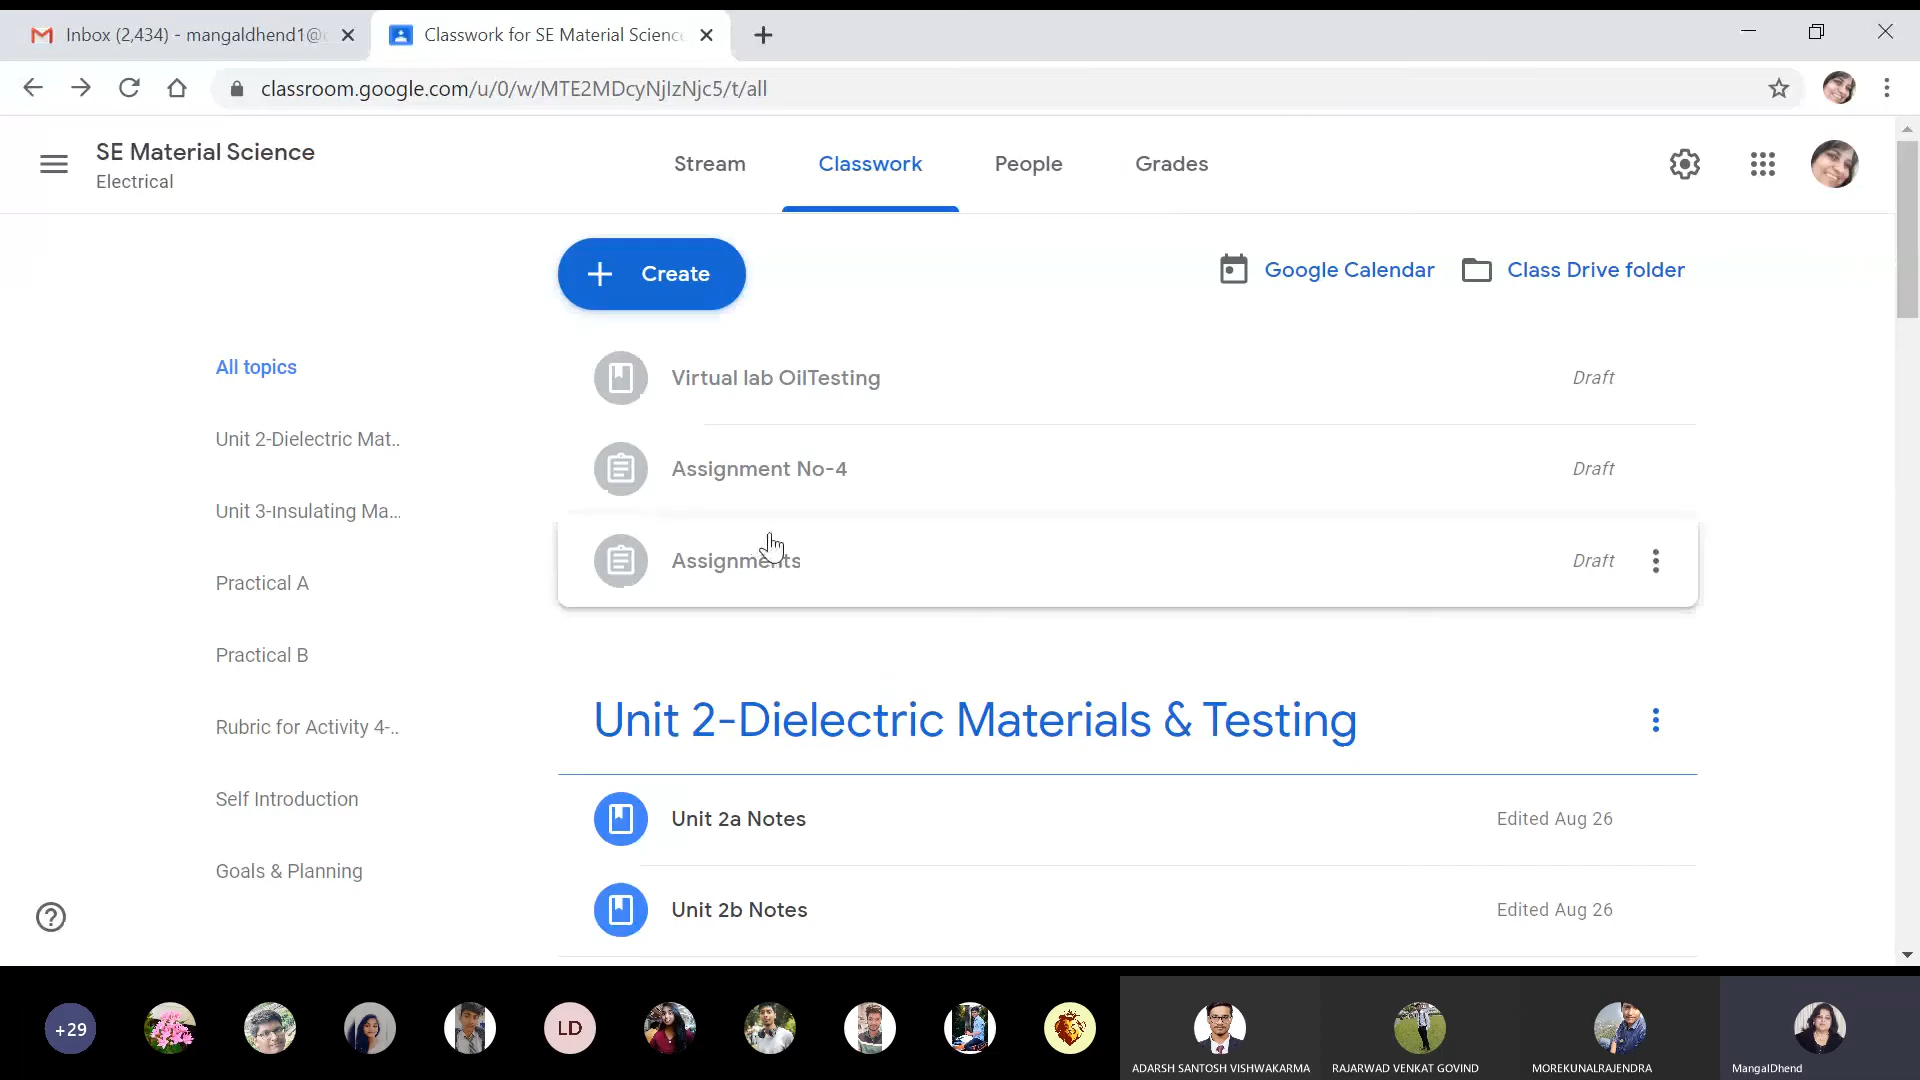 Inbox (2,434) - mangaldhend1@
Classwork for SE Material Science
classroom.google.com/u/0/w/MTE2MDcyNjIzNjc5/t/all
SE Material Science
Electrical
Stream
Classwork
People
Grades
Create
Google Calendar
Class Drive folder
All topics
Unit 2-Dielectric Mat..
Unit 3-Insulating Ma...
Practical A
Practical B
Rubric for Activity 4-..
Self Introduction
Goals & Planning
Virtual lab OilTesting
Draft
Assignment No-4
Draft
Assignments
Draft
Unit 2-Dielectric Materials & Testing
Unit 2a Notes
Edited Aug 26
Unit 2b Notes
Edited Aug 26
+29
LD
ADARSH SANTOSH VISHWAKARMA
RAJARWAD VENKAT GOVIND
MOREKUNALRAJENDRA
MangalDhend